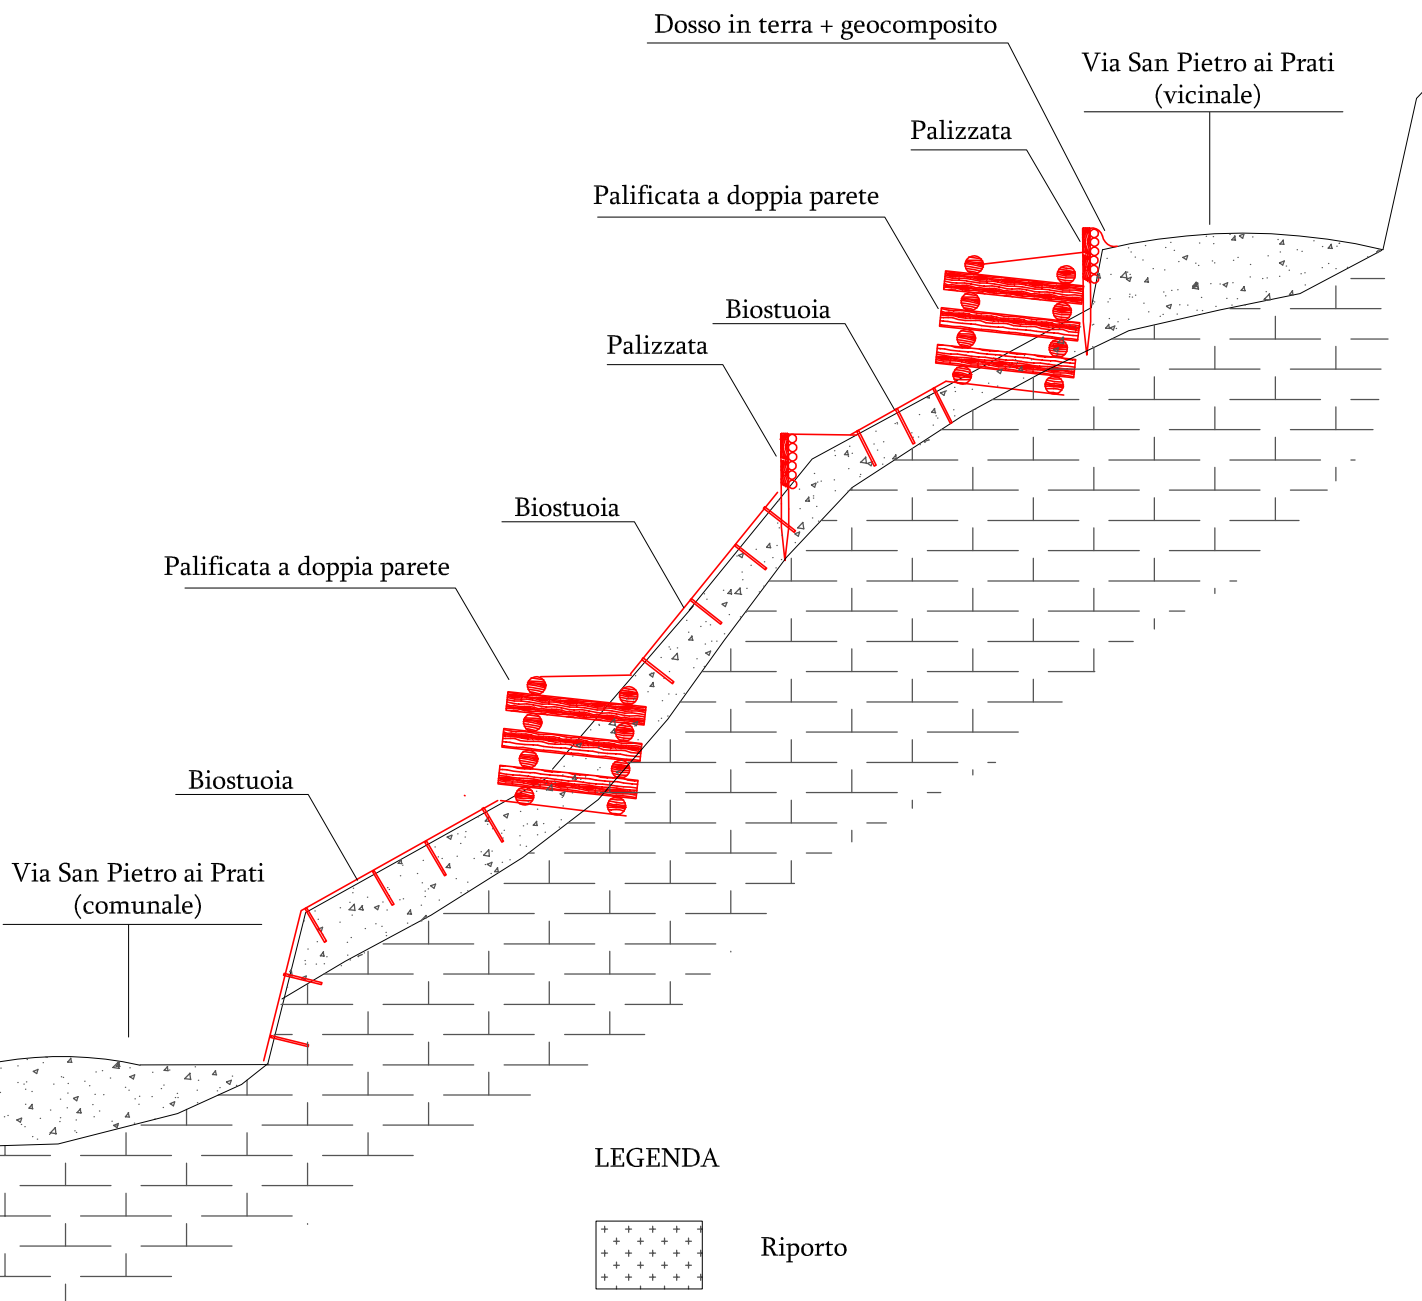 Dosso in terra + geocomposito
Via San Pietro ai Prati
(vicinale)
Palizzata
Palificata a doppia parete
Biostuoia
Palizzata
Biostuoia
Palificata a doppia parete
Biostuoia
Via San Pietro ai Prati
(comunale)
LEGENDA
Riporto